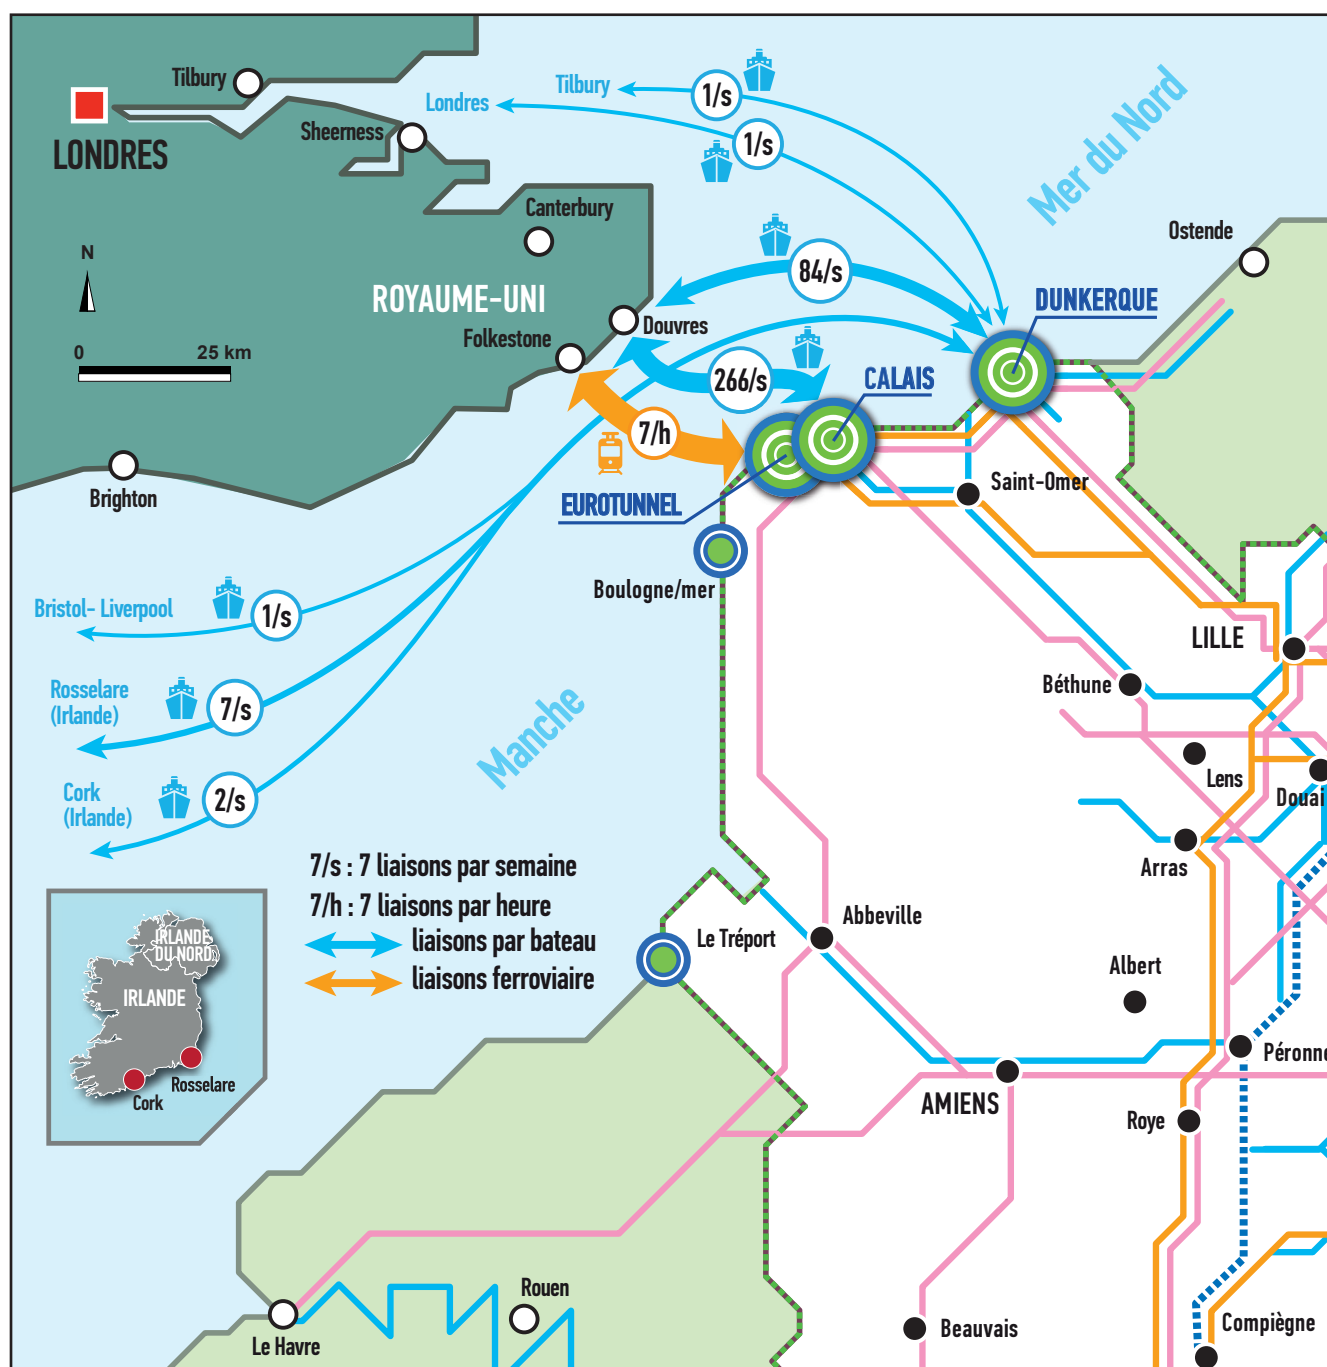 Tilbury
LONDRES
Sheerness
Londres
Tilbury
1/s
1/s
Mer du Nord
Canterbury
Ostende
N
ROYAUME-UNI
84/s
DUNKERQUE
0 25 km
Folkestone
Douvres
266/s
CALAIS
7/h
EUROTUNNEL
Saint-Omer
Brighton
Boulogne/mer
Bristol- Liverpool
1/s
LILLE
Béthune
Rosselare
(Irlande)
7/s
Manche
Lens
Douai
Cork
(Irlande)
2/s
Arras
7/s : 7 liaisons par semaine
7/h : 7 liaisons par heure
liaisons par bateau
liaisons ferroviaire
Abbeville
Le Tréport
Albert
IRLANDE
DU NORD
IRLANDE
Rosselare
Cork
Péronne
AMIENS
Roye
Rouen
Le Havre
Beauvais
Compiègne